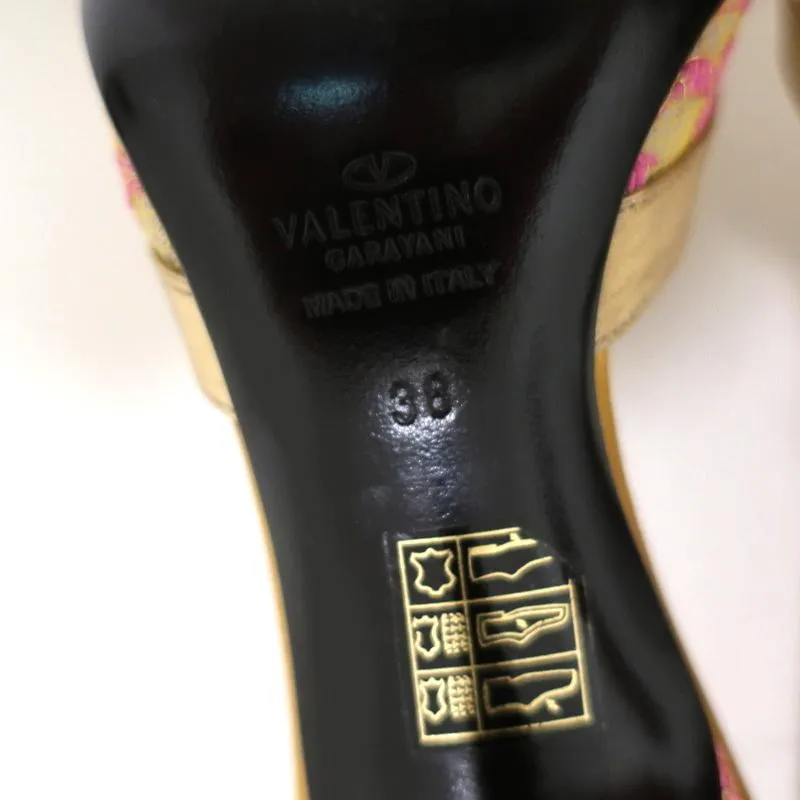 V
VALENTINO
GARAVANI
MADE IN ITALY
38